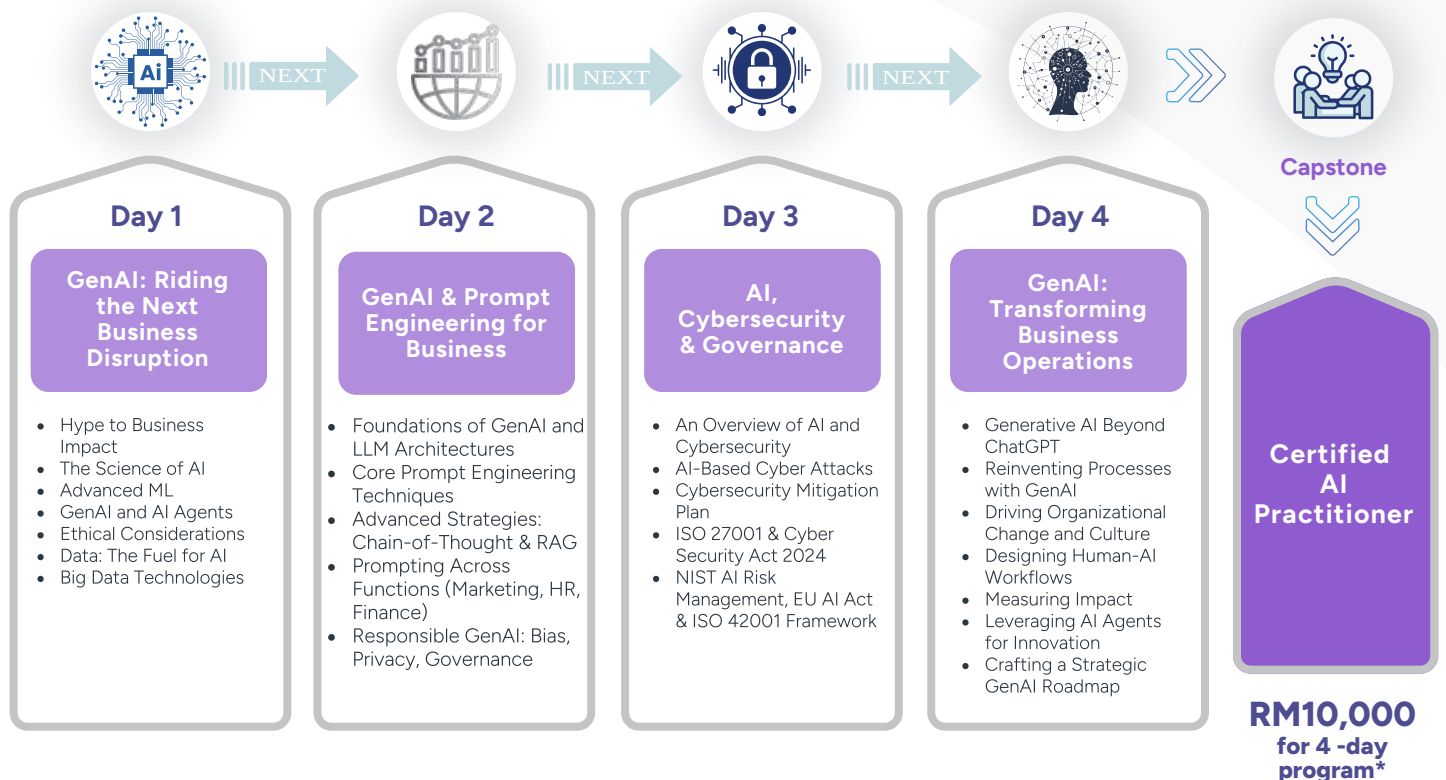 Ai
NEXT
NEXT
NEXT
Capstone
Day 1
GenAI: Riding
the Next
Business
Disruption
• Hype to Business
Impact
• The Science of AI
• Advanced ML
• GenAI and AI Agents
• Ethical Considerations
• Data: The Fuel for AI
• Big Data Technologies
Day 2
GenAI & Prompt
Engineering for
Business
• Foundations of GenAI and
LLM Architectures
• Core Prompt Engineering
Techniques
• Advanced Strategies:
Chain-of-Thought & RAG
• Prompting Across
Functions (Marketing, HR,
Finance)
• Responsible GenAI: Bias,
Privacy, Governance
Day 3
AI,
Cybersecurity
& Governance
• An Overview of AI and
Cybersecurity
• AI-Based Cyber Attacks
• Cybersecurity Mitigation
Plan
• ISO 27001 & Cyber
Security Act 2024
• NIST AI Risk
Management, EU AI Act
& ISO 42001 Framework
Day 4
GenAI:
Transforming
Business
Operations
• Generative AI Beyond
ChatGPT
• Reinventing Processes
with GenAI
• Driving Organizational
Change and Culture
• Designing Human-AI
Workflows
• Measuring Impact
• Leveraging AI Agents
for Innovation
• Crafting a Strategic
GenAI Roadmap
Certified
AI
Practitioner
RM10,000
for 4 -day
program*